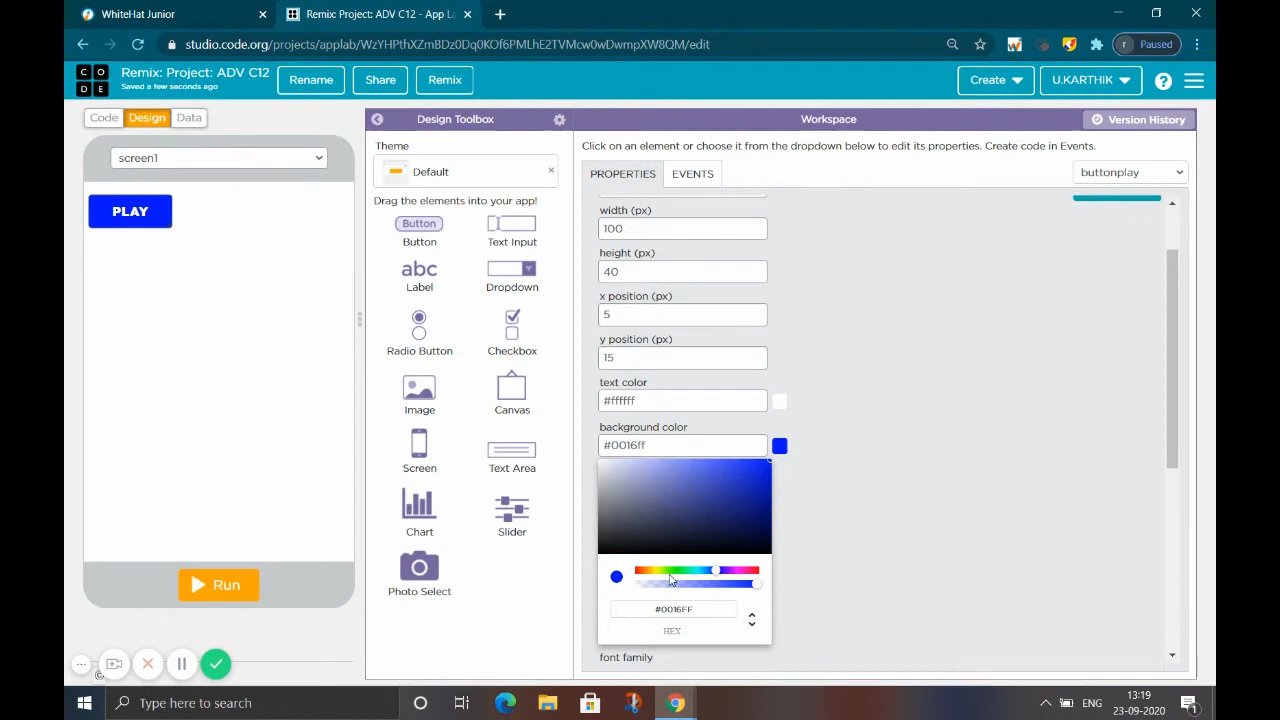 WhiteHat Junior
Remix: Project: ADV C12 - App La
studio.code.org/projects/applab/WzYHPthXZmBDz0Dq0KOf6PMLhE2TVMcw0wDwmpXW8QM/edit
r Paused
C O
D E
Remix: Project: ADV C12
Saved a few seconds ago
Rename
Share
Remix
Create
U.KARTHIK
?
Code
Design
Data
Design Toolbox
Workspace
Version History
screen1
PLAY
Run
Theme
Default
Drag the elements into your app!
Button
Button
Text Input
abc
Label
Dropdown
Radio Button
Checkbox
Image
Canvas
Screen
Text Area
Chart
Slider
Photo Select
Click on an element or choose it from the dropdown below to edit its properties. Create code in Events.
PROPERTIES
EVENTS
buttonplay
width (px)
100
height (px)
40
x position (px)
5
y position (px)
15
text color
#ffffff
background color
#0016ff
#0016FF
HEX
font family
Type here to search
ENG
13:19
23-09-2020
1